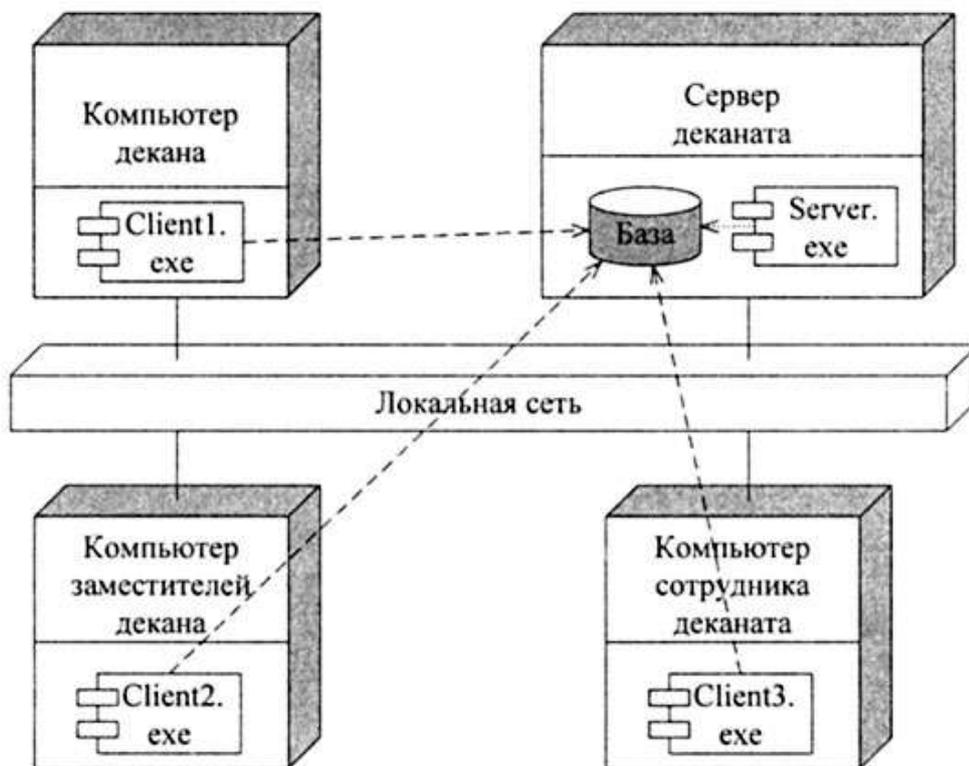 Компьютер
декана
Client1.
exe
Сервер
деканата
База
Server.
exe
Локальная сеть
Компьютер
заместителей
декана
Client2.
exe
Компьютер
сотрудника
деканата
Client3.
exe